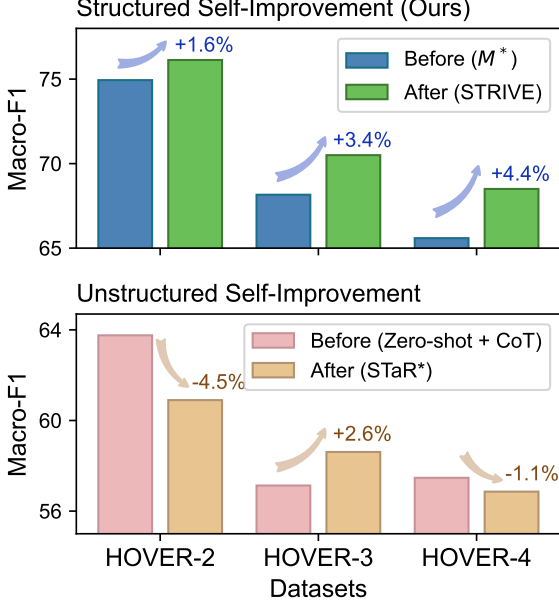 Structured Self-Improvement (Ours)
Macro-F1
75
70
65
+1.6%
+3.4%
+4.4%
Before (M*)
After (STRIVE)
Unstructured Self-Improvement
Macro-F1
64
60
56
-4.5%
+2.6%
-1.1%
Before (Zero-shot + CoT)
After (STaR*)
HOVER-2
HOVER-3
HOVER-4
Datasets